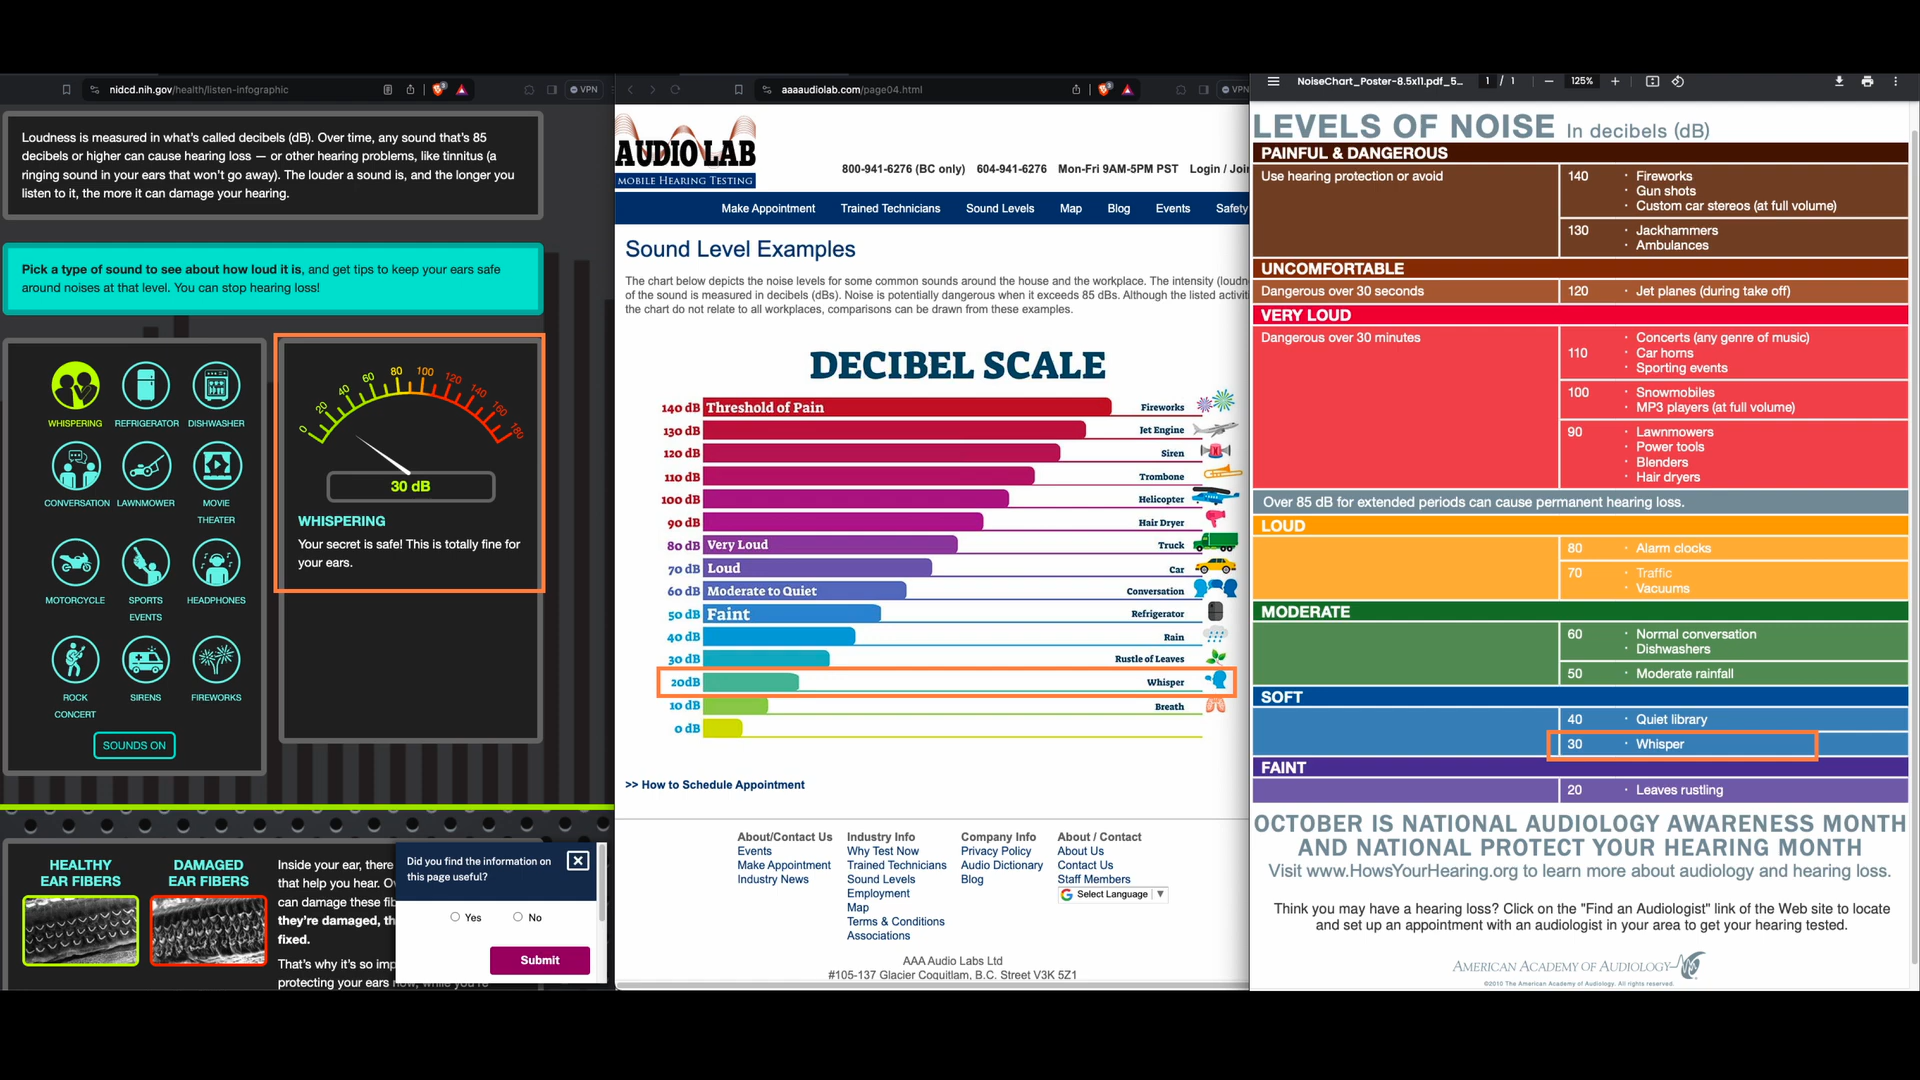 nidcd.nih.gov/health/listen-infographic
VPN
Loudness is measured in what's called decibels (dB). Over time, any sound that's 85
decibels or higher can cause hearing loss — or other hearing problems, like tinnitus (a
ringing sound in your ears that won't go away). The louder a sound is, and the longer you
listen to it, the more it can damage your hearing.
Pick a type of sound to see about how loud it is, and get tips to keep your ears safe
around noises at that level. You can stop hearing loss!
WHISPERING
REFRIGERATOR
DISHWASHER
CONVERSATION
LAWNMOWER
MOVIE
THEATER
MOTORCYCLE
SPORTS
EVENTS
HEADPHONES
ROCK
CONCERT
SIRENS
FIREWORKS
SOUNDS ON
0 20 40 60 80 100 120 140 160 180
30 dB
WHISPERING
Your secret is safe! This is totally fine for
your ears.
HEALTHY
EAR FIBERS
DAMAGED
EAR FIBERS
Inside your ear, there
that help you hear.
can damage these
they're damaged,
fixed.
That's why it's so
protecting your ears
Did you find the information on
this page useful?
Yes
No
Submit
aaaaudiolab.com/page04.html
VPN
AUDIO LAB
MOBILE HEARING TESTING
800-941-6276 (BC only) 604-941-6276 Mon-Fri 9AM-5PM PST Login /
Make Appointment Trained Technicians Sound Levels Map Blog Events Safety
Sound Level Examples
The chart below depicts the noise levels for some common sounds around the house and the workplace. The intensity
of the sound is measured in decibels (dBs). Noise is potentially dangerous when it exceeds 85 dBs. Although the listed
the chart do not relate to all workplaces, comparisons can be drawn from these examples.
DECIBEL SCALE
140 dB Threshold of Pain Fireworks
130 dB Jet Engine
120 dB Siren
110 dB Trombone
100 dB Helicopter
90 dB Hair Dryer
80 dB Very Loud Truck
70 dB Loud Car
60 dB Moderate to Quiet Conversation
50 dB Faint Refrigerator
40 dB Rain
30 dB Rustle of Leaves
20dB Whisper
10 dB Breath
0 dB
>> How to Schedule Appointment
About/Contact Us
Events
Make Appointment
Industry News
Industry Info
Why Test Now
Trained Technicians
Sound Levels
Employment
Map
Terms & Conditions
Associations
Company Info
Privacy Policy
Audio Dictionary
Blog
About / Contact
About Us
Contact Us
Staff Members
Select Language
AAA Audio Labs Ltd
#105-137 Glacier Coquitlam, B.C. Street V3K 5Z1
NoiseChart_Poster-8.5x11.pdf_5... 1 / 1 125%
LEVELS OF NOISE In decibels (dB)
PAINFUL & DANGEROUS
Use hearing protection or avoid
140 · Fireworks
· Gun shots
· Custom car stereos (at full volume)
130 · Jackhammers
· Ambulances
UNCOMFORTABLE
Dangerous over 30 seconds
120 · Jet planes (during take off)
VERY LOUD
Dangerous over 30 minutes
110 · Concerts (any genre of music)
· Car horns
· Sporting events
100 · Snowmobiles
· MP3 players (at full volume)
90 · Lawnmowers
· Power tools
· Blenders
· Hair dryers
Over 85 dB for extended periods can cause permanent hearing loss.
LOUD
80 · Alarm clocks
70 · Traffic
· Vacuums
MODERATE
60 · Normal conversation
· Dishwashers
50 · Moderate rainfall
SOFT
40 · Quiet library
30 · Whisper
FAINT
20 · Leaves rustling
OCTOBER IS NATIONAL AUDIOLOGY AWARENESS MONTH
AND NATIONAL PROTECT YOUR HEARING MONTH
Visit www.HowsYourHearing.org to learn more about audiology and hearing loss.
Think you may have a hearing loss? Click on the "Find an Audiologist" link of the Web site to locate
and set up an appointment with an audiologist in your area to get your hearing tested.
AMERICAN ACADEMY OF AUDIOLOGY
©2010 The American Academy of Audiology. All rights reserved.